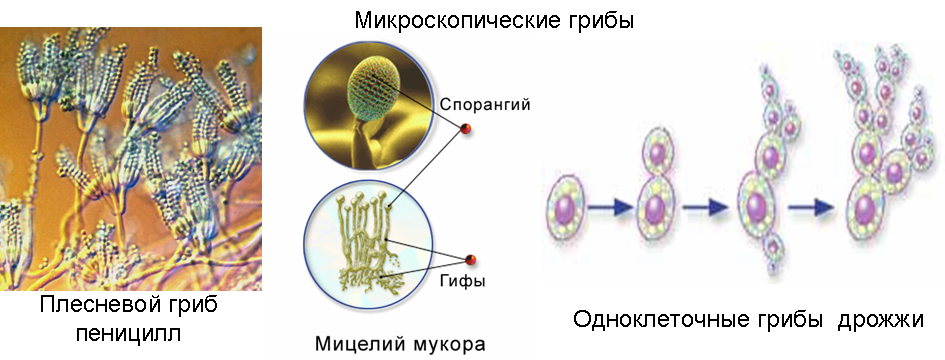 Микроскопические грибы
Спорангий
Гифы
Плесневой гриб
пеницилл
Мицелий мукора
Одноклеточные грибы дрожжи